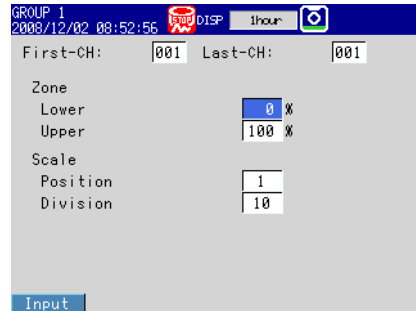 GROUP 1
2008/12/02 08:52:56 STOP DISP 1hour
First-CH: 001 Last-CH: 001
Zone
Lower 0 %
Upper 100 %
Scale
Position 1
Division 10
Input